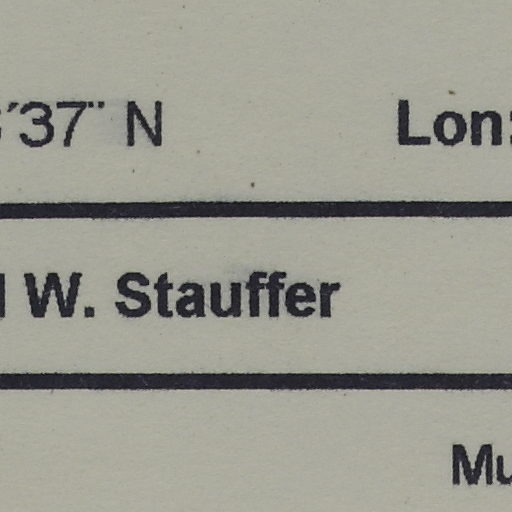 '37" N Lon:
W. Stauffer
Mu